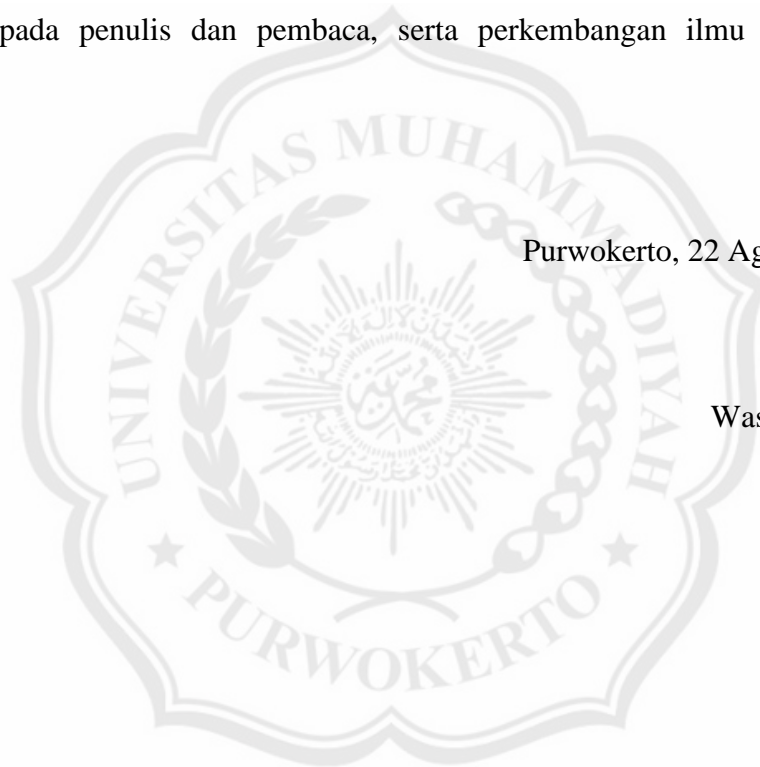 pada penulis dan pembaca, serta perkembangan ilmu
Purwokerto, 22 Ag
Was
UNIVERSITAS MUHAMMADIYAH
PURWOKERTO